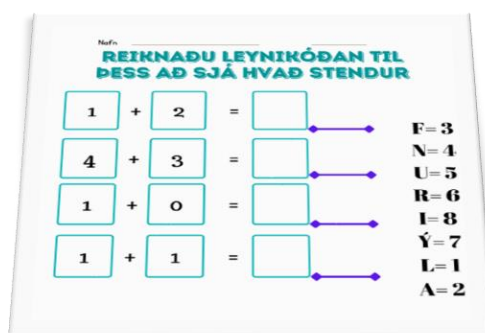 Nafn
REIKNAÐU LEYNIKÓÐAN TIL
ÞESS AÐ SJÁ HVAÐ STENDUR
1 + 2 =
4 + 3 =
1 + 0 =
1 + 1 =
F= 3
N= 4
U= 5
R= 6
I= 8
Ý= 7
L= 1
A= 2